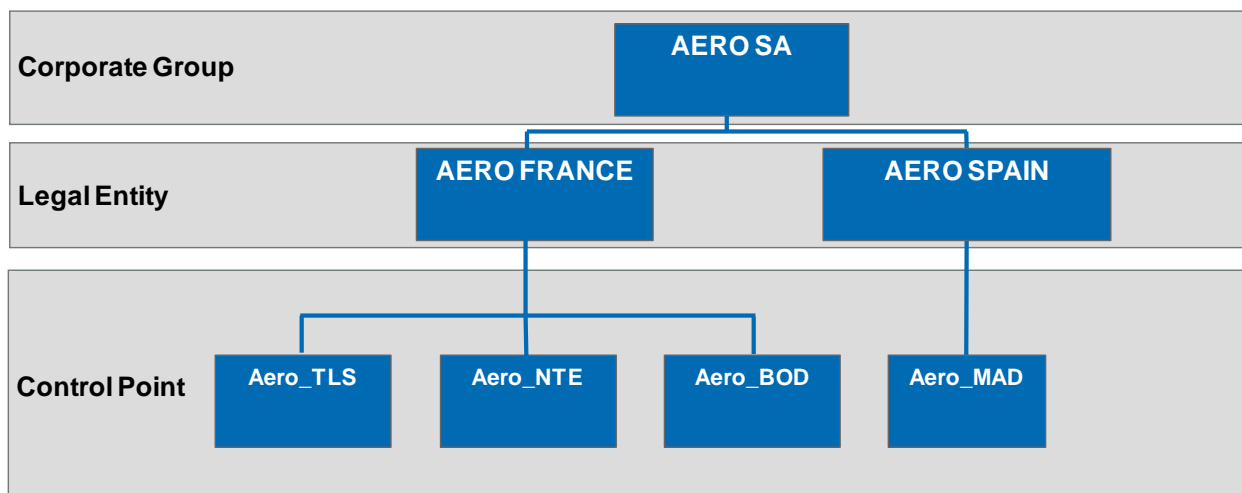 AERO SA
Corporate Group
AERO FRANCE
AERO SPAIN
Legal Entity
Aero_TLS
Aero_NTE
Aero_BOD
Aero_MAD
Control Point